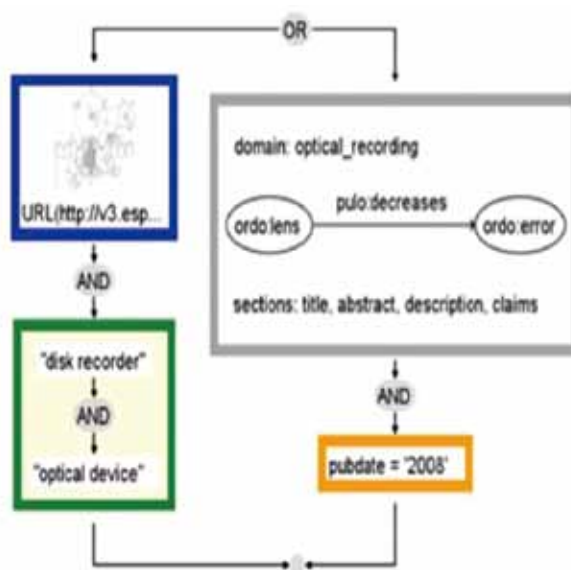 OR
URL(http://v3.esp...
AND
"disk recorder"
AND
"optical device"
domain: optical_recording
pulo:decreases
ordo:lens
ordo:error
sections: title, abstract, description, claims
AND
pubdate = '2008'